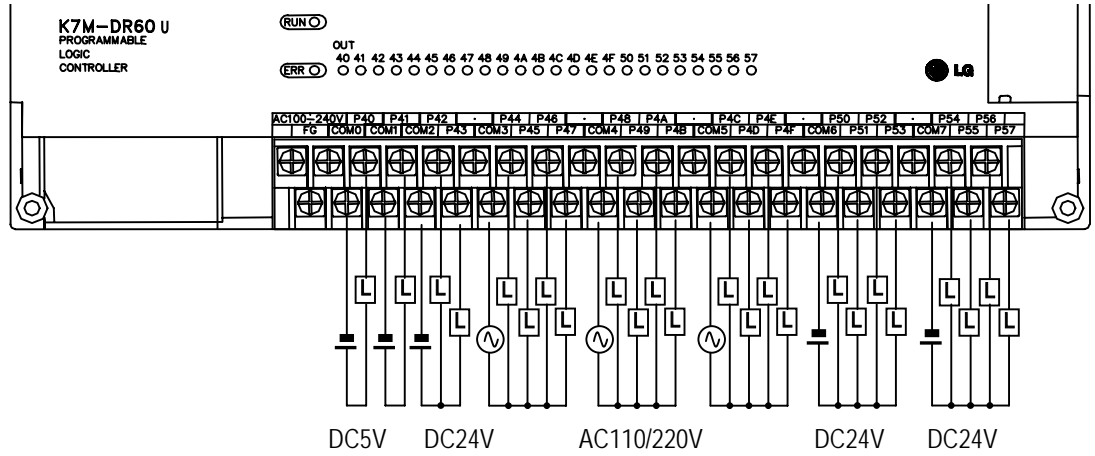 K7M-DR60 U
PROGRAMMABLE
LOGIC
CONTROLLER
RUN
ERR
OUT
40 41 42 43 44 45 46 47 48 49 4A 4B 4C 4D 4E 4F 50 51 52 53 54 55 56 57
LG
AC100-240V P40 P41 P42 · P44 P46 · P48 P4A · P4C P4E · P50 P52 · P54 P56
FG COM0 COM1 COM2 P43 COM3 P45 P47 COM4 P49 P4B COM5 P4D P4F COM6 P51 P53 COM7 P55 P57
L L L L L L L L L L L L
L L L L L L L L L L L
DC5V DC24V AC110/220V DC24V DC24V